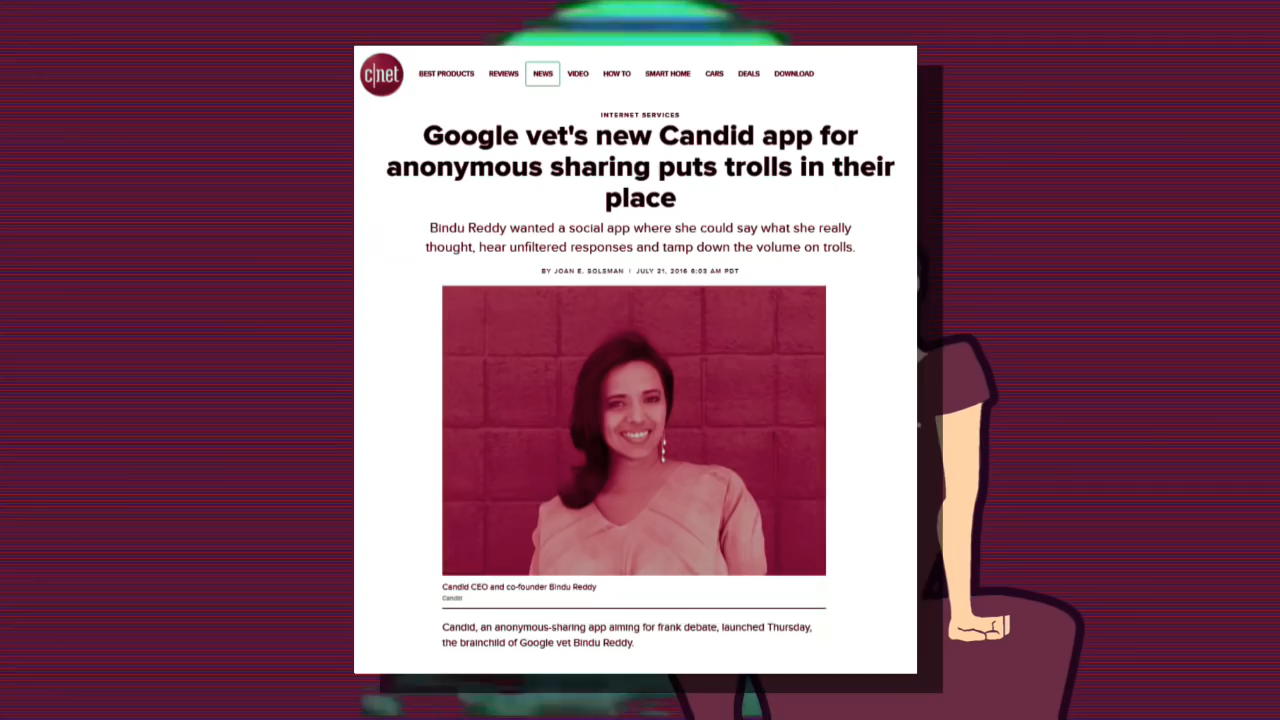 c|net
BEST PRODUCTS REVIEWS NEWS VIDEO HOW TO SMART HOME CARS DEALS DOWNLOAD
INTERNET SERVICES
Google vet's new Candid app for
anonymous sharing puts trolls in their
place
Bindu Reddy wanted a social app where she could say what she really
thought, hear unfiltered responses and tamp down the volume on trolls.
BY JOAN E. SOLSMAN | JULY 21, 2016 6:03 AM PDT
Candid CEO and co-founder Bindu Reddy
Candid
Candid, an anonymous-sharing app aiming for frank debate, launched Thursday,
the brainchild of Google vet Bindu Reddy.